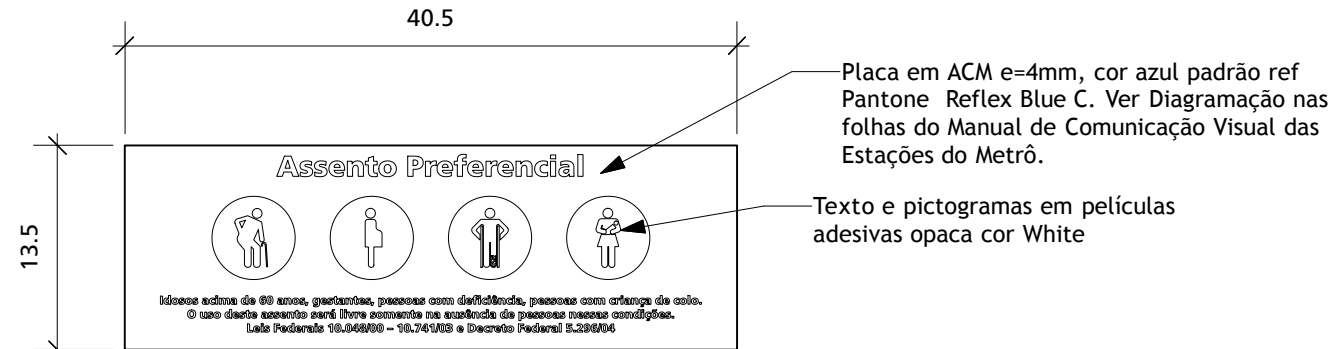 40.5
Placa em ACM e=4mm, cor azul padrão ref
Pantone Reflex Blue C. Ver Diagramação nas
folhas do Manual de Comunicação Visual das
Estações do Metrô.
13.5
Assento Preferencial
Texto e pictogramas em películas
adesivas opaca cor White
Idosos acima de 60 anos, gestantes, pessoas com deficiência, pessoas com criança de colo.
O uso deste assento será livre somente na ausência de pessoas nessas condições.
Leis Federais 10.048/00 – 10.741/03 e Decreto Federal 5.296/04